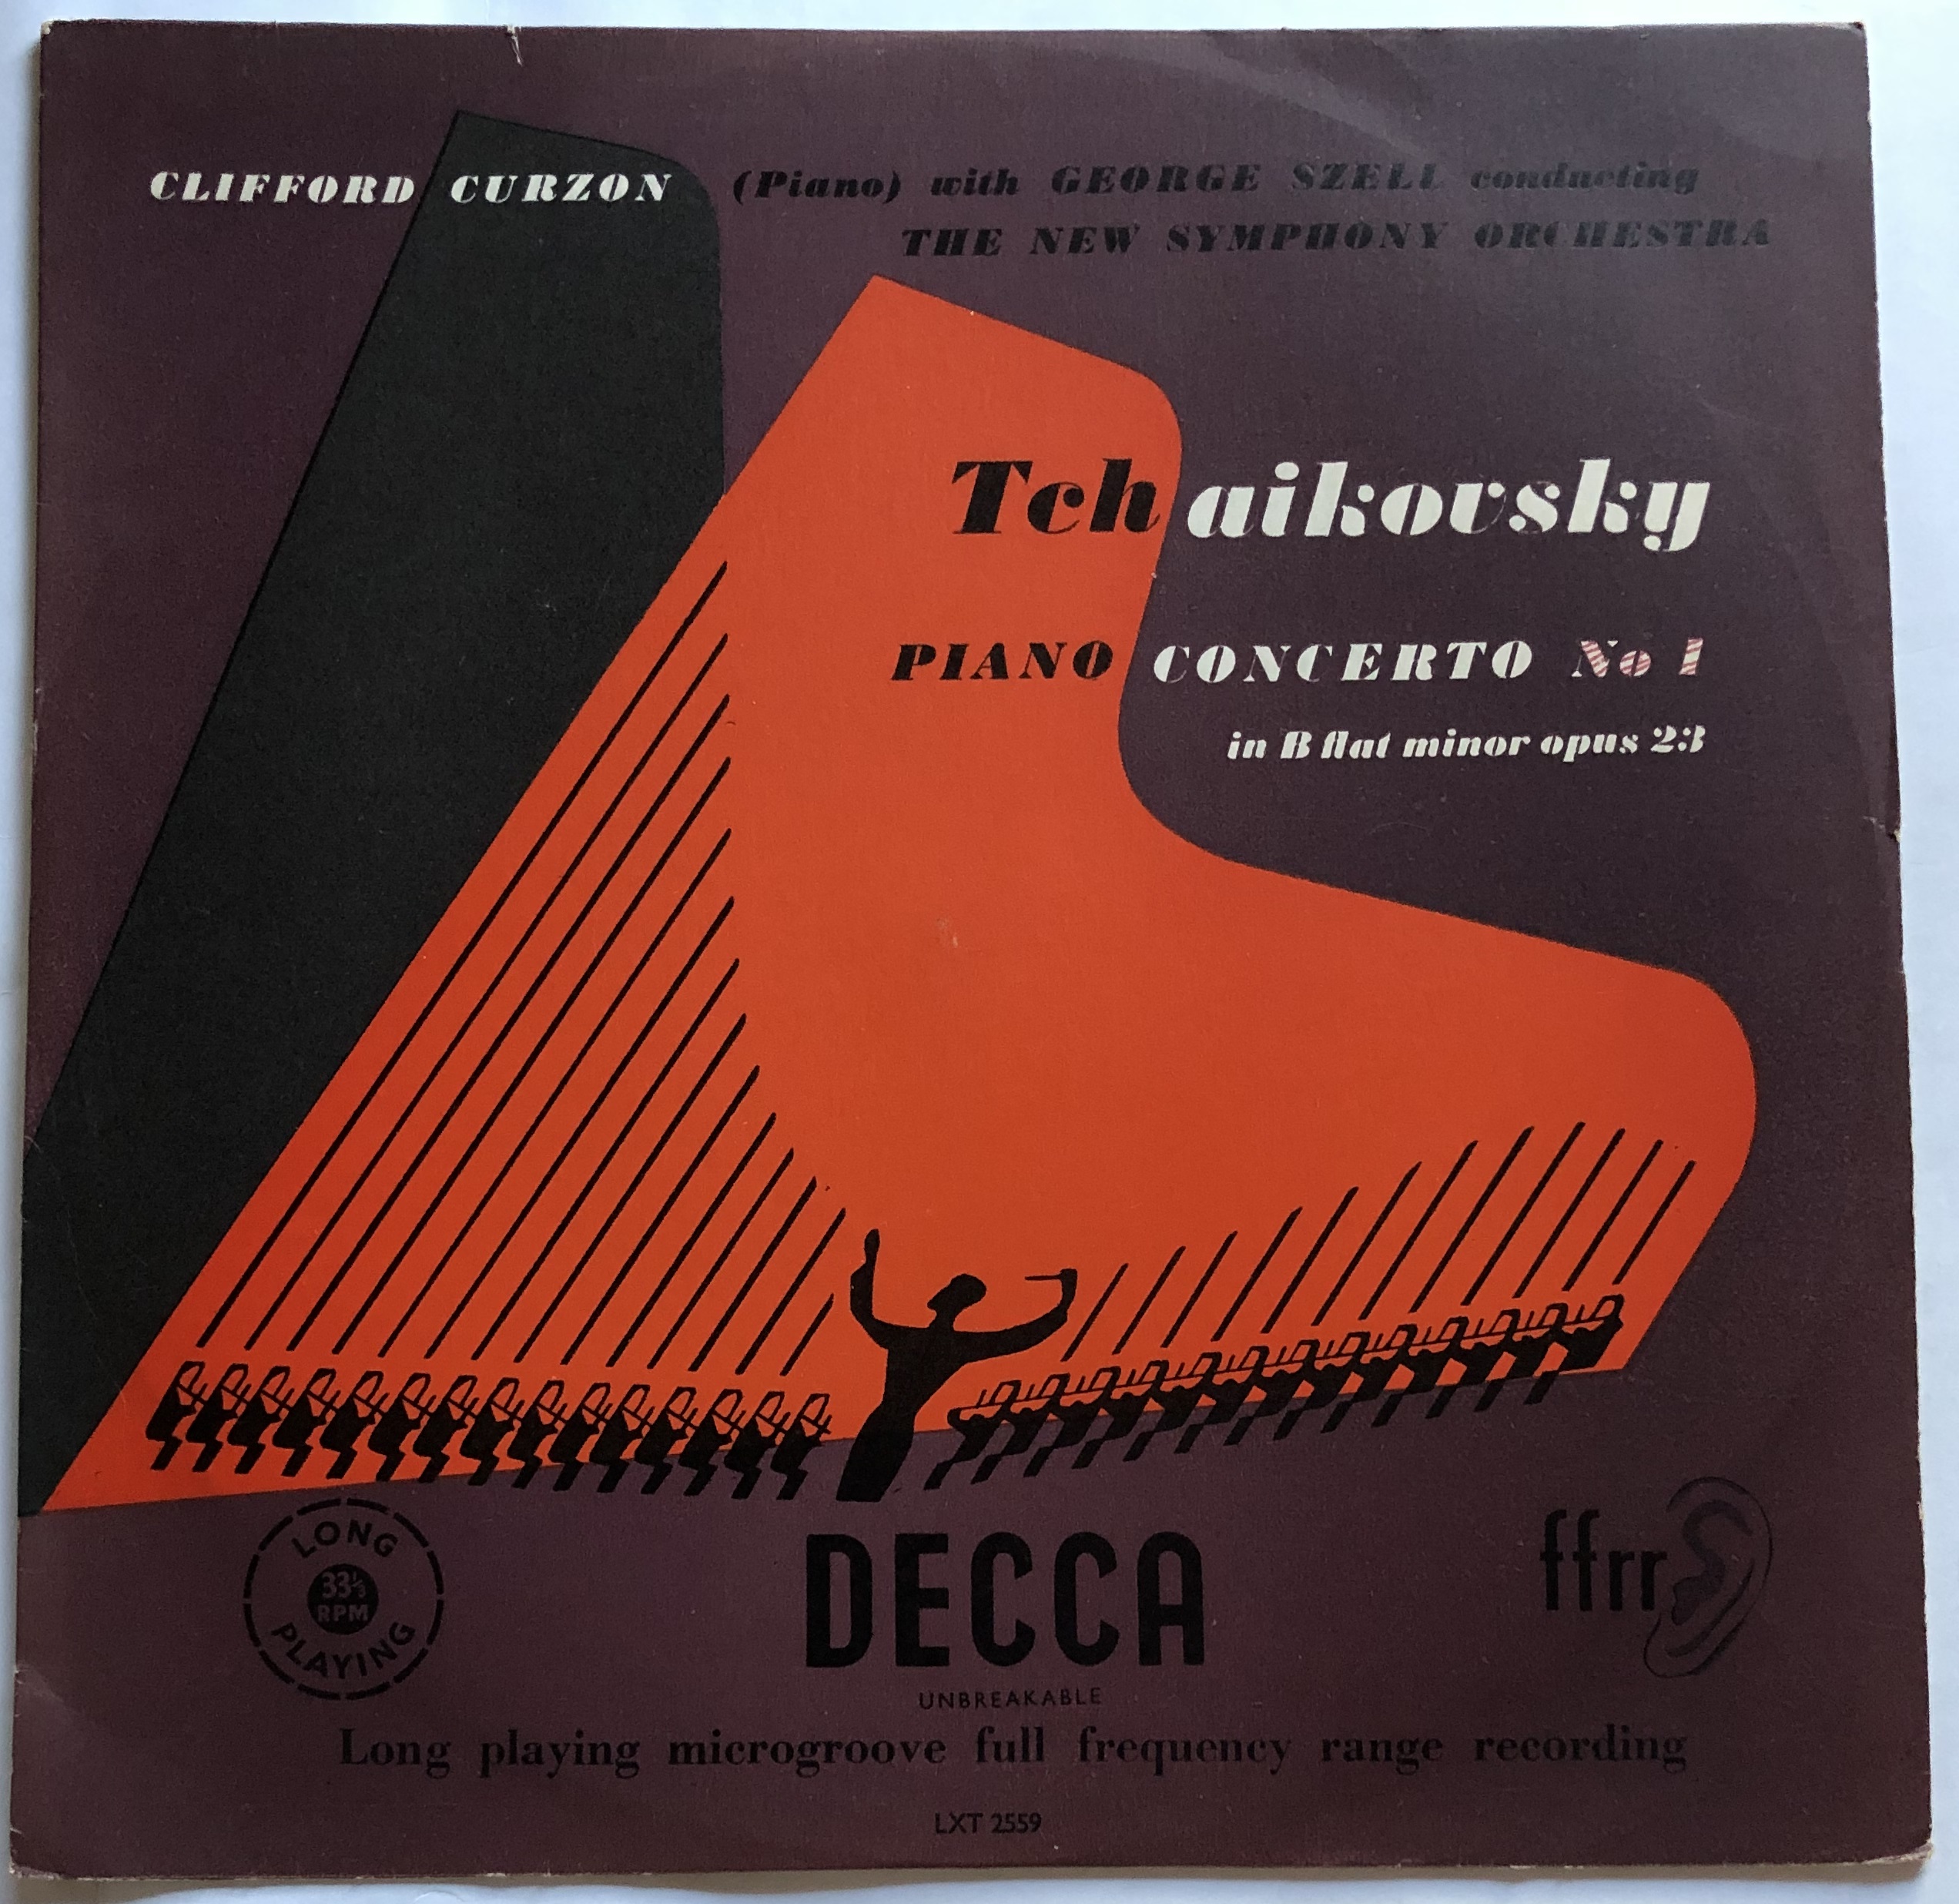 CLIFFORD CURZON (Piano) with GEORGE SZELL conducting
THE NEW SYMPHONY ORCHESTRA
Tchaikovsky
PIANO CONCERTO No 1
in B flat minor opus 23
LONG
33⅓
RPM
PLAYING
DECCA
ffrr
UNBREAKABLE
Long playing microgroove full frequency range recording
LXT 2559